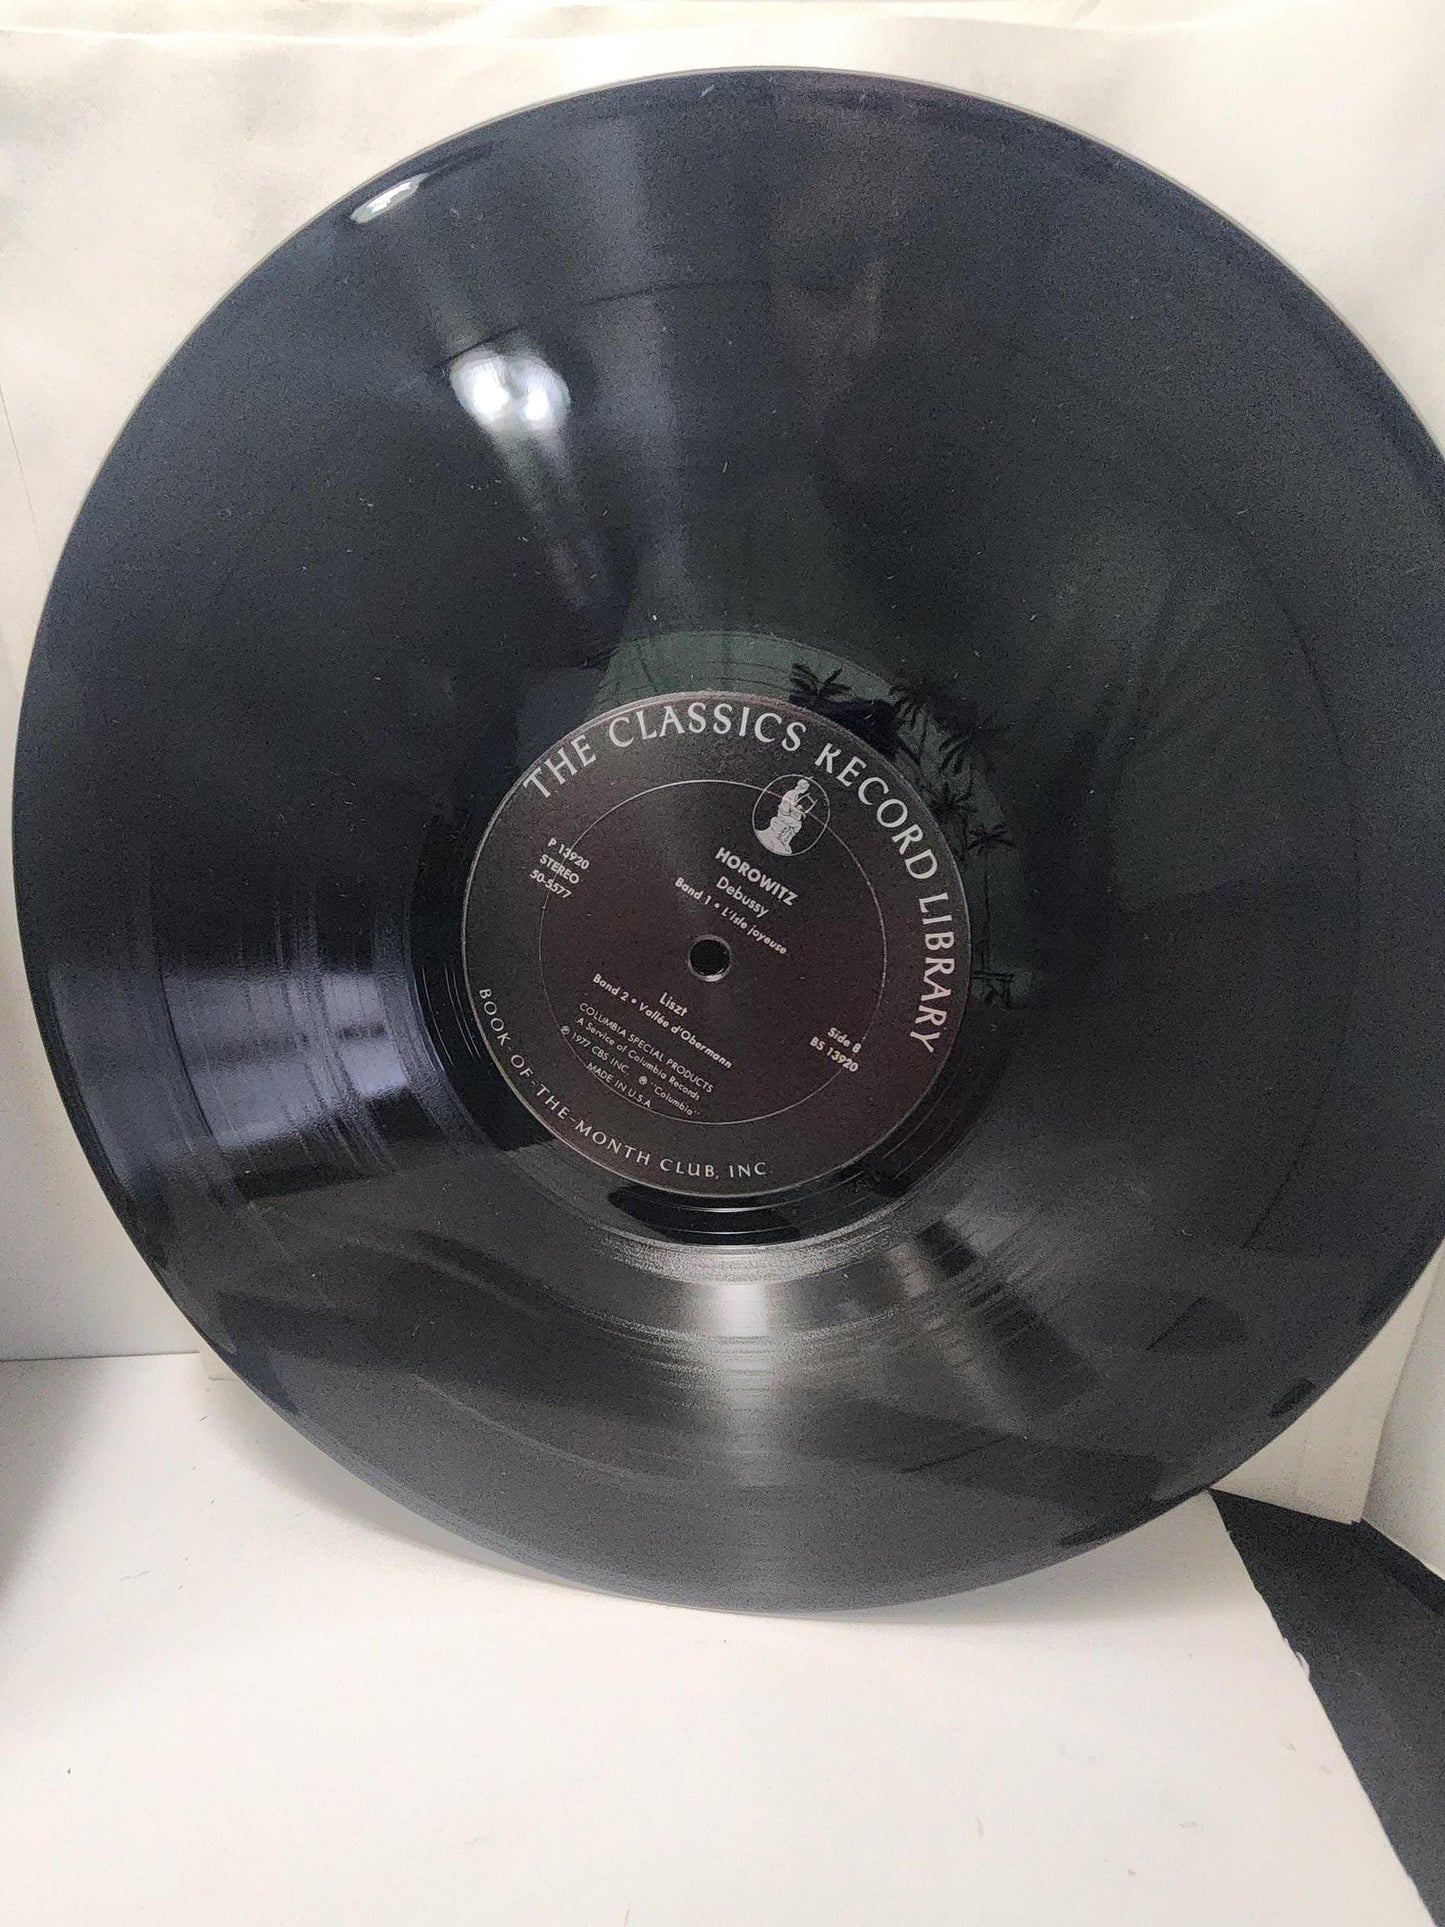 THE CLASSICS RECORD LIBRARY
P 13920
STEREO
50-5577
HOROWITZ
Debussy
Band 1 • L'Isle joyeuse
Liszt
Band 2 • Vallée d'Obermann
Side 8
BS 13920
COLUMBIA SPECIAL PRODUCTS
A Service of Columbia Records
℗ 1977 CBS INC. ® "Columbia"
MADE IN U.S.A.
BOOK-OF-THE-MONTH CLUB, INC.